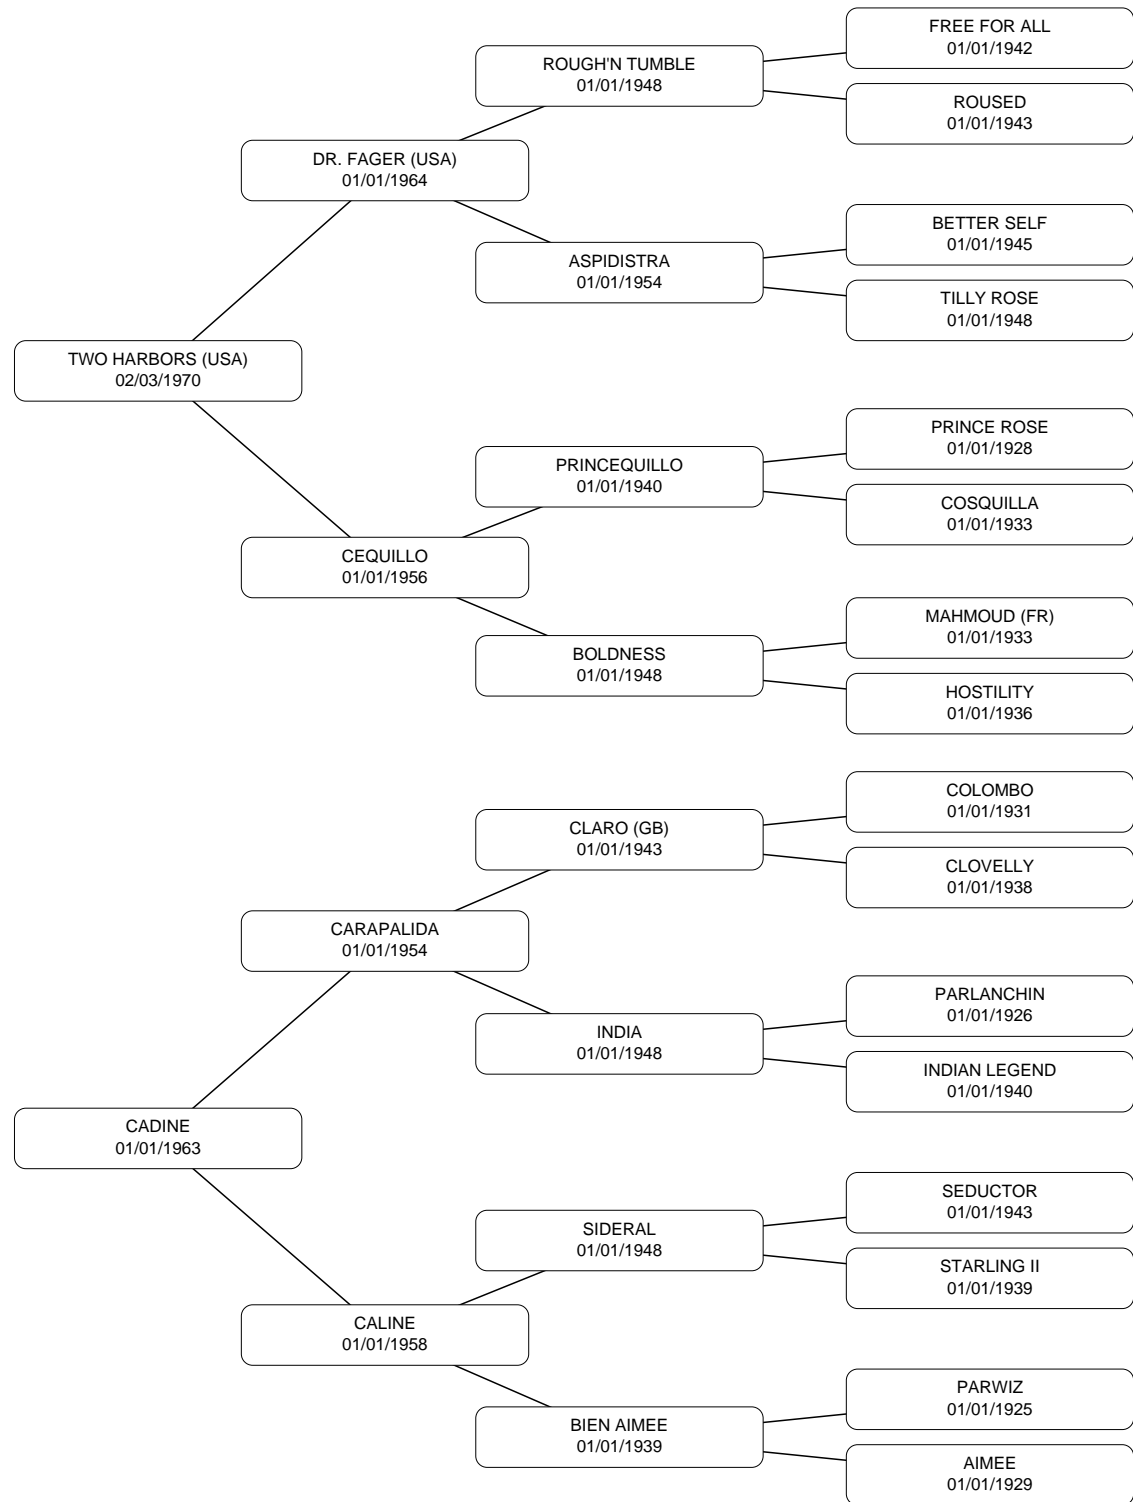 FREE FOR ALL
01/01/1942
ROUGH'N TUMBLE
01/01/1948
ROUSED
01/01/1943
DR. FAGER (USA)
01/01/1964
BETTER SELF
01/01/1945
ASPIDISTRA
01/01/1954
TILLY ROSE
01/01/1948
TWO HARBORS (USA)
02/03/1970
PRINCE ROSE
01/01/1928
PRINCEQUILLO
01/01/1940
COSQUILLA
01/01/1933
CEQUILLO
01/01/1956
MAHMOUD (FR)
01/01/1933
BOLDNESS
01/01/1948
HOSTILITY
01/01/1936
COLOMBO
01/01/1931
CLARO (GB)
01/01/1943
CLOVELLY
01/01/1938
CARAPALIDA
01/01/1954
PARLANCHIN
01/01/1926
INDIA
01/01/1948
INDIAN LEGEND
01/01/1940
CADINE
01/01/1963
SEDUCTOR
01/01/1943
SIDERAL
01/01/1948
STARLING II
01/01/1939
CALINE
01/01/1958
PARWIZ
01/01/1925
BIEN AIMEE
01/01/1939
AIMEE
01/01/1929